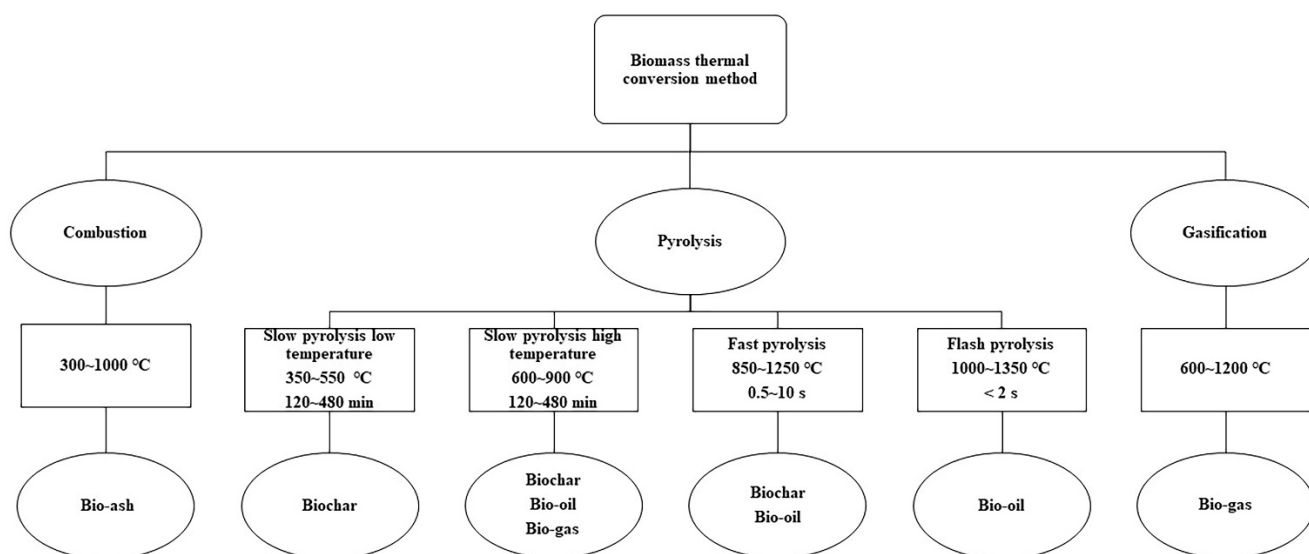 Biomass thermal
conversion method
Combustion
Pyrolysis
Gasification
300~1000 ℃
Slow pyrolysis low
temperature
350~550 ℃
120~480 min
Slow pyrolysis high
temperature
600~900 ℃
120~480 min
Fast pyrolysis
850~1250 ℃
0.5~10 s
Flash pyrolysis
1000~1350 ℃
< 2 s
600~1200 ℃
Bio-ash
Biochar
Biochar
Bio-oil
Bio-gas
Biochar
Bio-oil
Bio-oil
Bio-gas